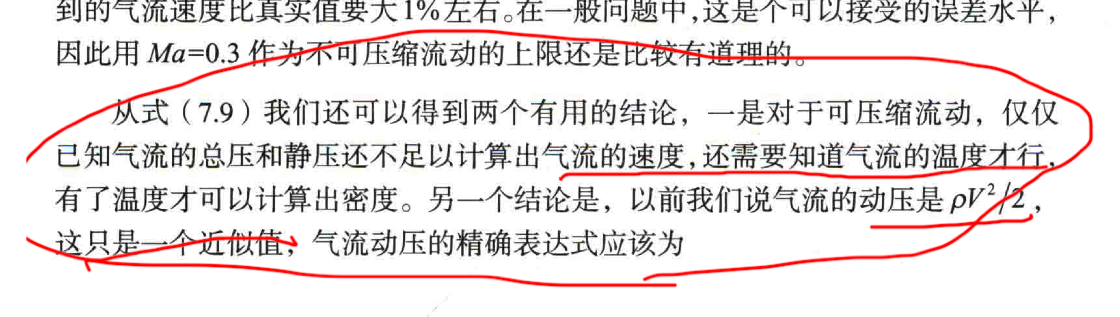 到的气流速度比真实值要大1%左右。在一般问题中,这是个可以接受的误差水平,
因此用 Ma=0.3 作为不可压缩流动的上限还是比较有道理的。
从式（7.9）我们还可以得到两个有用的结论，一是对于可压缩流动，仅仅
已知气流的总压和静压还不足以计算出气流的速度,还需要知道气流的温度才行,
有了温度才可以计算出密度。另一个结论是，以前我们说气流的动压是 ρV²/2，
这只是一个近似值，气流动压的精确表达式应该为